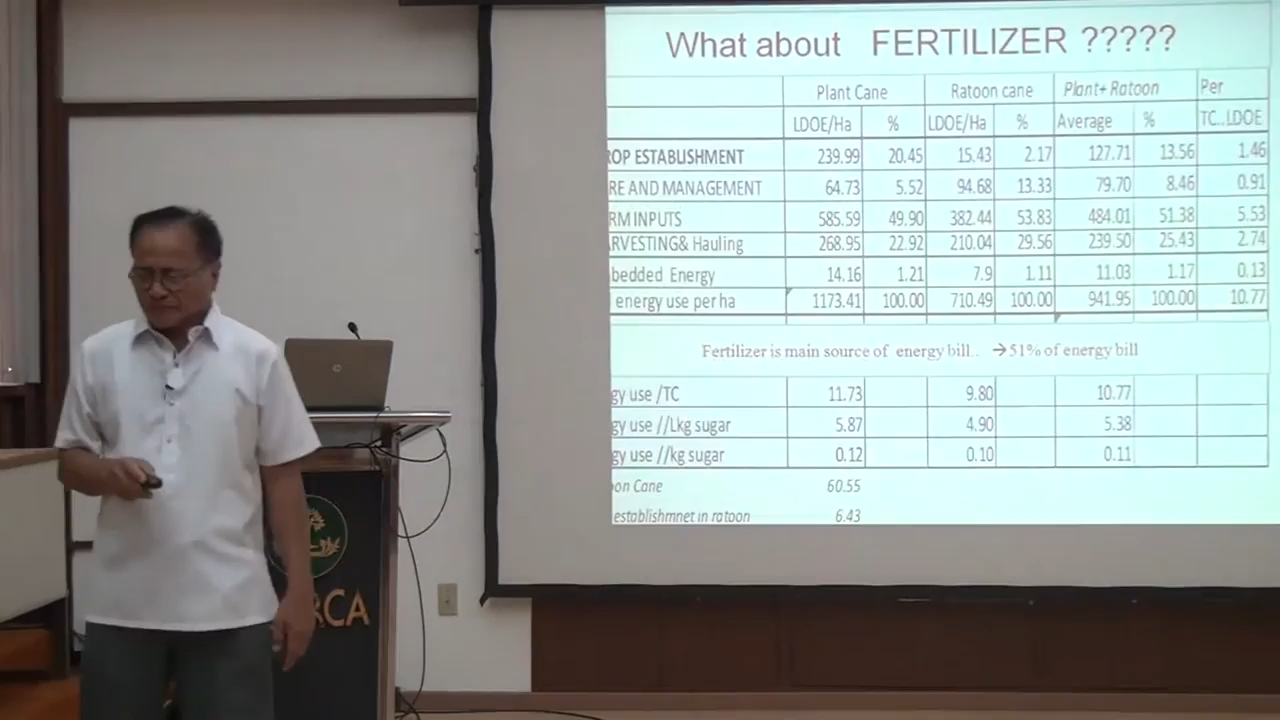 What about FERTILIZER ?????
Plant Cane Ratoon cane Plant+ Ratoon Per
LDOE/Ha % LDOE/Ha % Average % TC..LDOE
ROP ESTABLISHMENT 239.99 20.45 15.43 2.17 127.71 13.56 1.46
RE AND MANAGEMENT 64.73 5.52 94.68 13.33 79.70 8.46 0.91
RM INPUTS 585.59 49.90 382.44 53.83 484.01 51.38 5.53
ARVESTING& Hauling 268.95 22.92 210.04 29.56 239.50 25.43 2.74
bedded Energy 14.16 1.21 7.9 1.11 11.03 1.17 0.13
energy use per ha 1173.41 100.00 710.49 100.00 941.95 100.00 10.77
Fertilizer is main source of energy bill.. →51% of energy bill
gy use /TC 11.73 9.80 10.77
gy use //Lkg sugar 5.87 4.90 5.38
gy use //kg sugar 0.12 0.10 0.11
oon Cane 60.55
establishmnet in ratoon 6.43
RCA